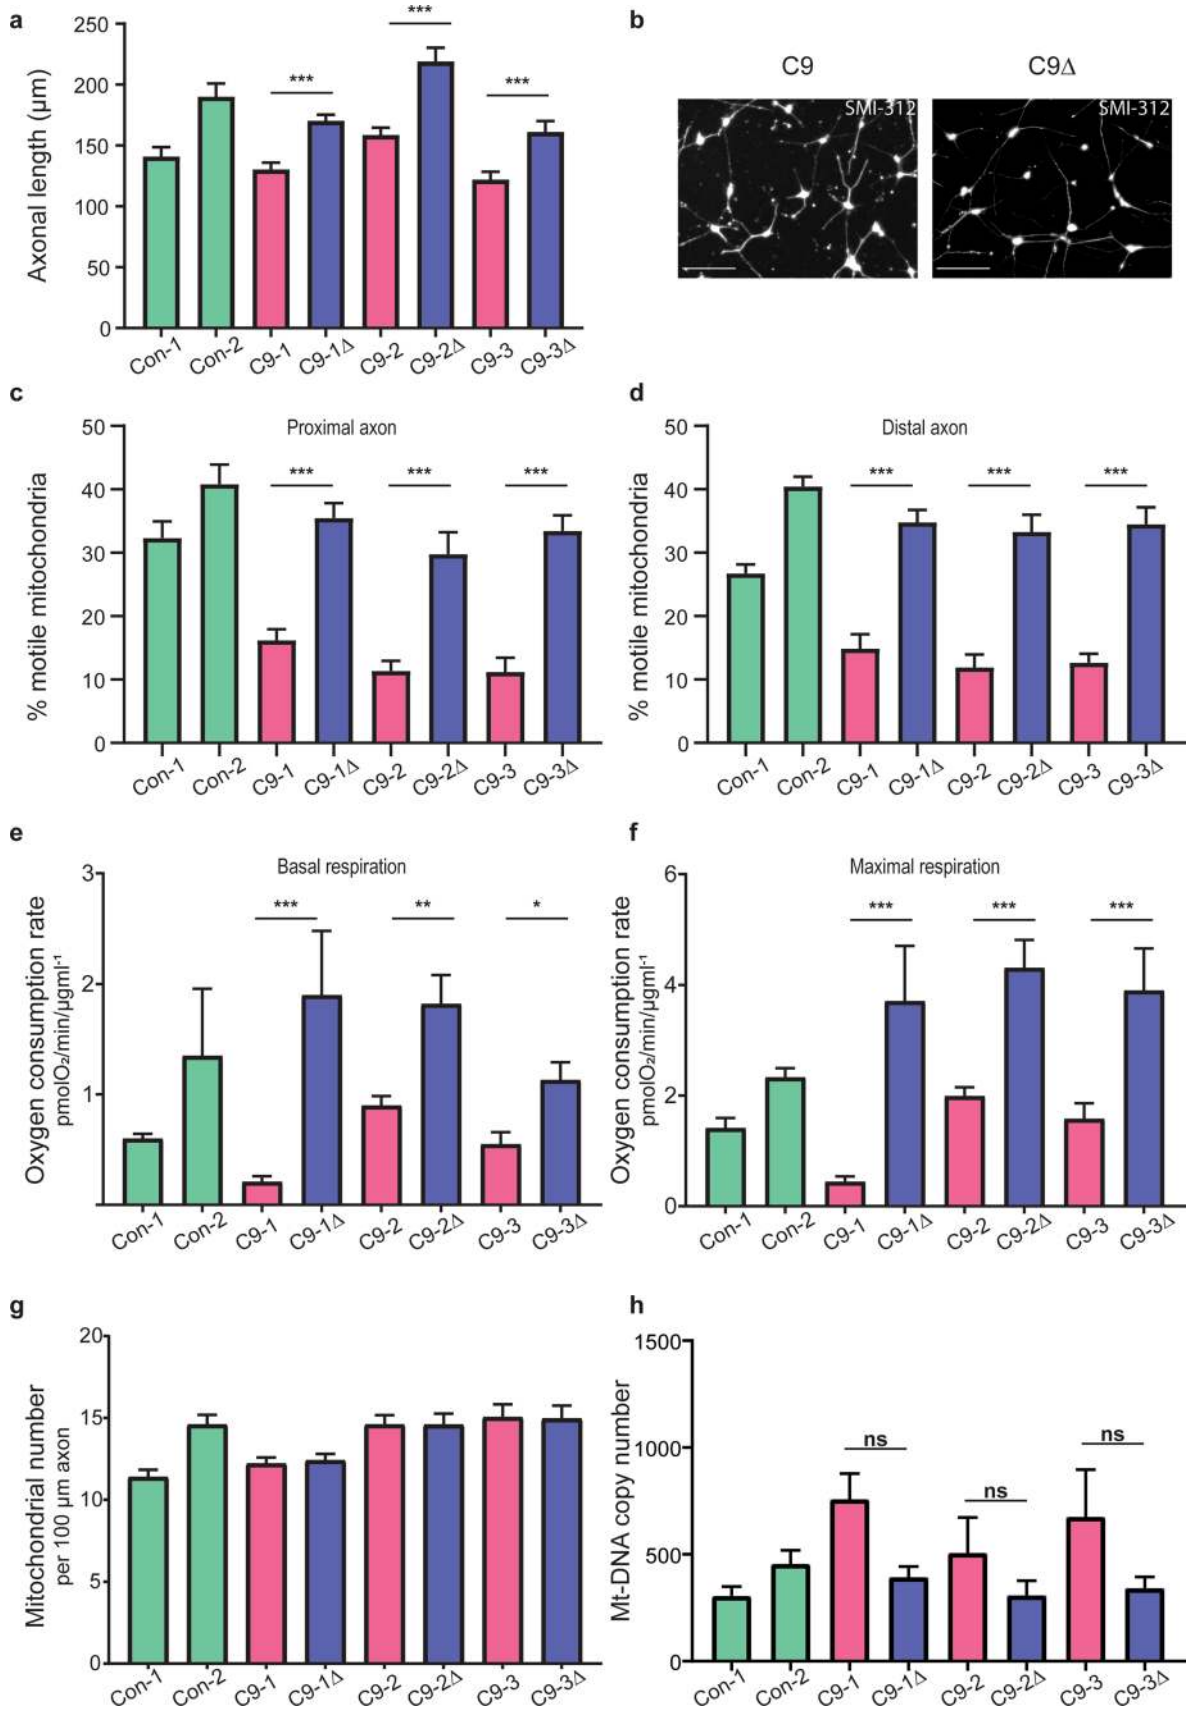 a
Axonal length (µm)
250
200
150
100
50
0
***
***
***
Con-1 Con-2 C9-1 C9-1Δ C9-2 C9-2Δ C9-3 C9-3Δ
b
C9 C9Δ
SMI-312 SMI-312
c
Proximal axon
% motile mitochondria
50
40
30
20
10
0
*** *** ***
Con-1 Con-2 C9-1 C9-1Δ C9-2 C9-2Δ C9-3 C9-3Δ
d
Distal axon
% motile mitochondria
50
40
30
20
10
0
*** *** ***
Con-1 Con-2 C9-1 C9-1Δ C9-2 C9-2Δ C9-3 C9-3Δ
e
Basal respiration
Oxygen consumption rate
pmolO₂/min/µgml⁻¹
3
2
1
*** ** *
Con-1 Con-2 C9-1 C9-1Δ C9-2 C9-2Δ C9-3 C9-3Δ
f
Maximal respiration
Oxygen consumption rate
pmolO₂/min/µgml⁻¹
6
4
2
0
*** *** ***
Con-1 Con-2 C9-1 C9-1Δ C9-2 C9-2Δ C9-3 C9-3Δ
g
Mitochondrial number
per 100 µm axon
20
15
10
5
0
Con-1 Con-2 C9-1 C9-1Δ C9-2 C9-2Δ C9-3 C9-3Δ
h
Mt-DNA copy number
1500
1000
500
0
ns ns ns
Con-1 Con-2 C9-1 C9-1Δ C9-2 C9-2Δ C9-3 C9-3Δ